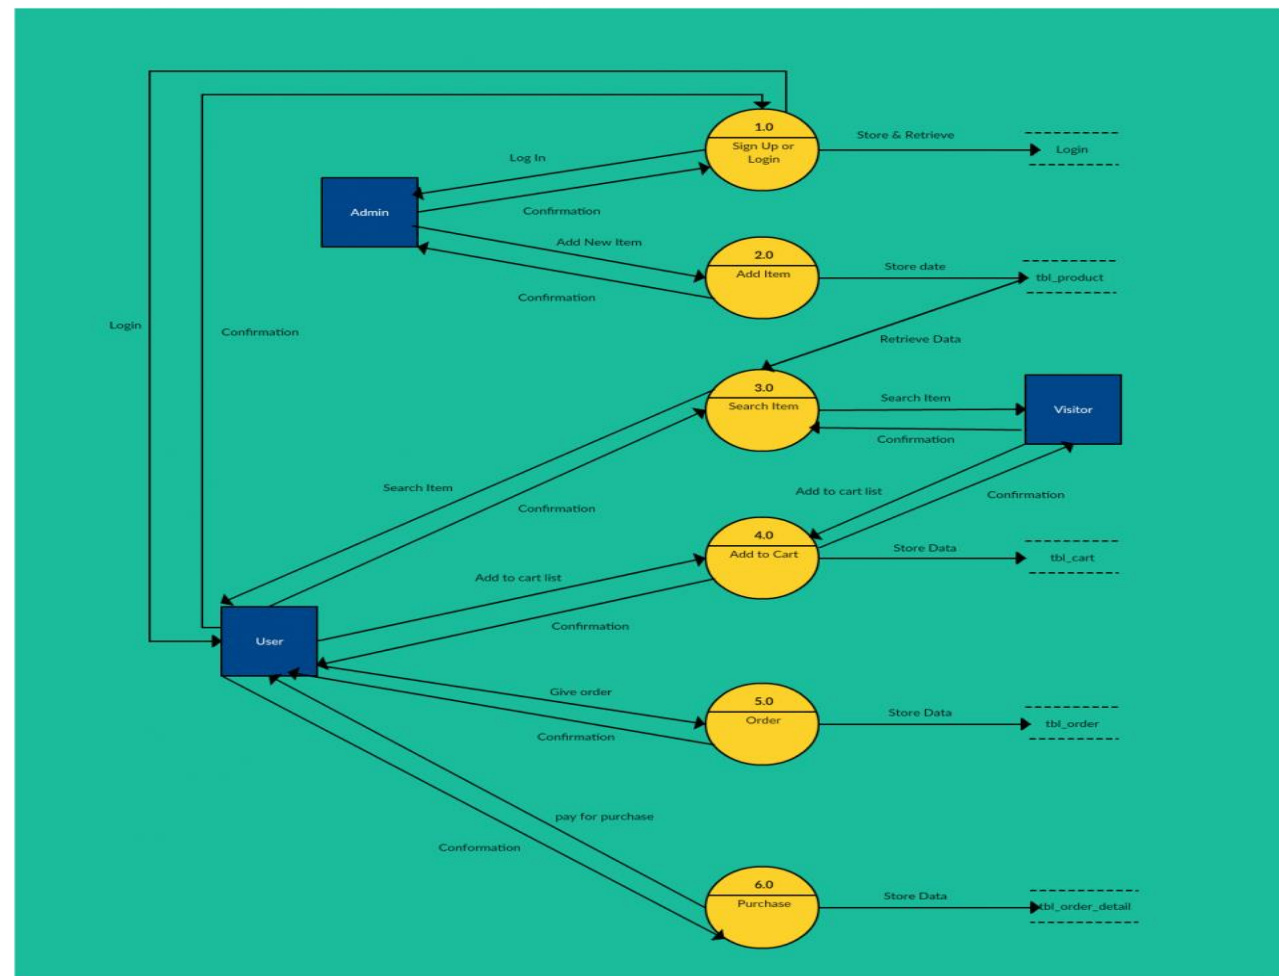 1.0
Sign Up or
Login
Store & Retrieve
Login
Log In
Admin
Confirmation
Add New Item
2.0
Add Item
Store date
tbl_product
Confirmation
Login
Confirmation
Retrieve Data
3.0
Search Item
Search Item
Visitor
Confirmation
Search Item
Confirmation
Add to cart list
Confirmation
4.0
Add to Cart
Store Data
tbl_cart
Add to cart list
Confirmation
User
Give order
5.0
Order
Store Data
tbl_order
Confirmation
pay for purchase
Conformation
6.0
Purchase
Store Data
tbl_order_detail